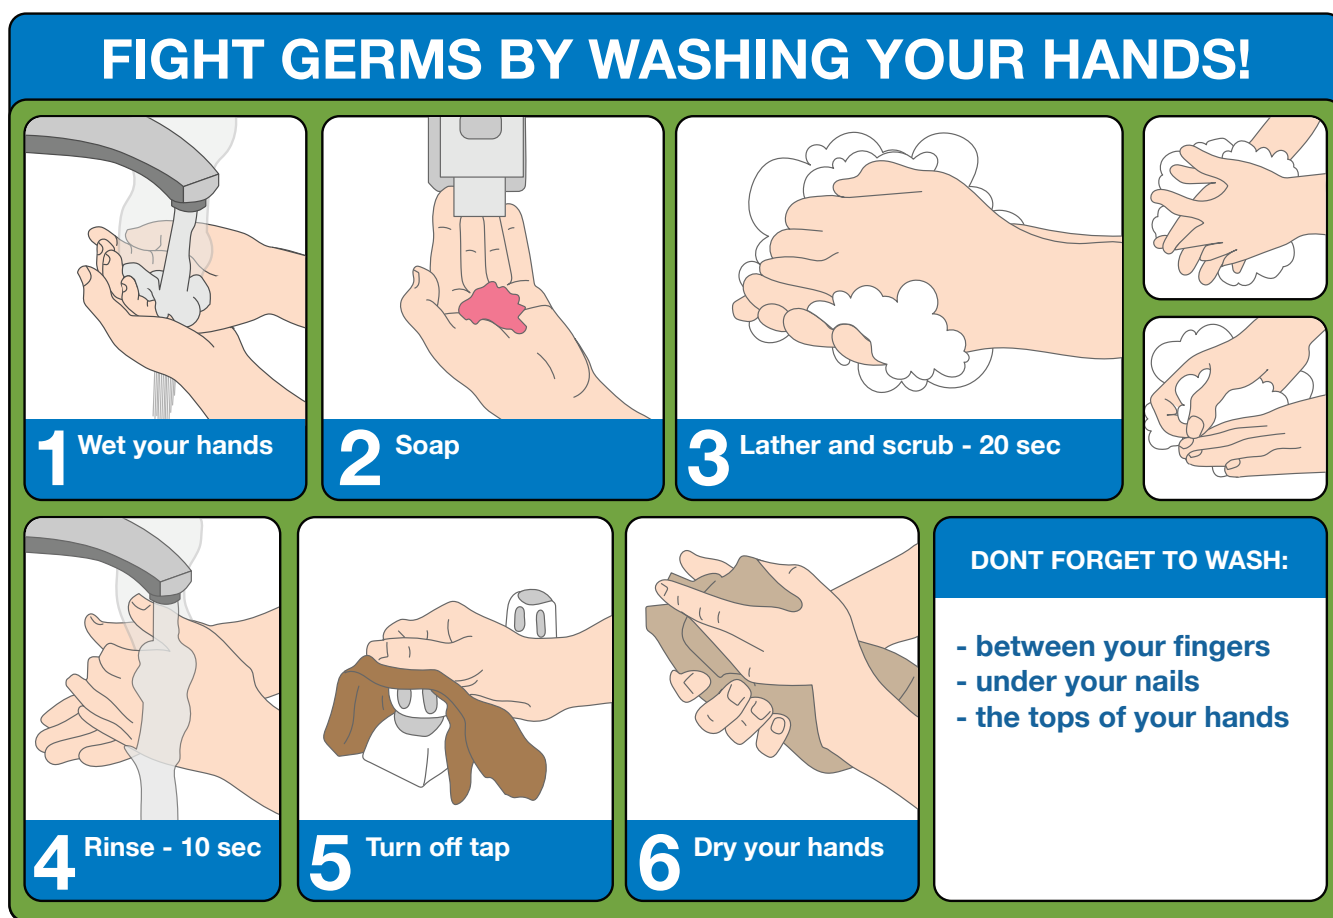 FIGHT GERMS BY WASHING YOUR HANDS!
1 Wet your hands
2 Soap
3 Lather and scrub - 20 sec
4 Rinse - 10 sec
5 Turn off tap
6 Dry your hands
DONT FORGET TO WASH:
- between your fingers
- under your nails
- the tops of your hands